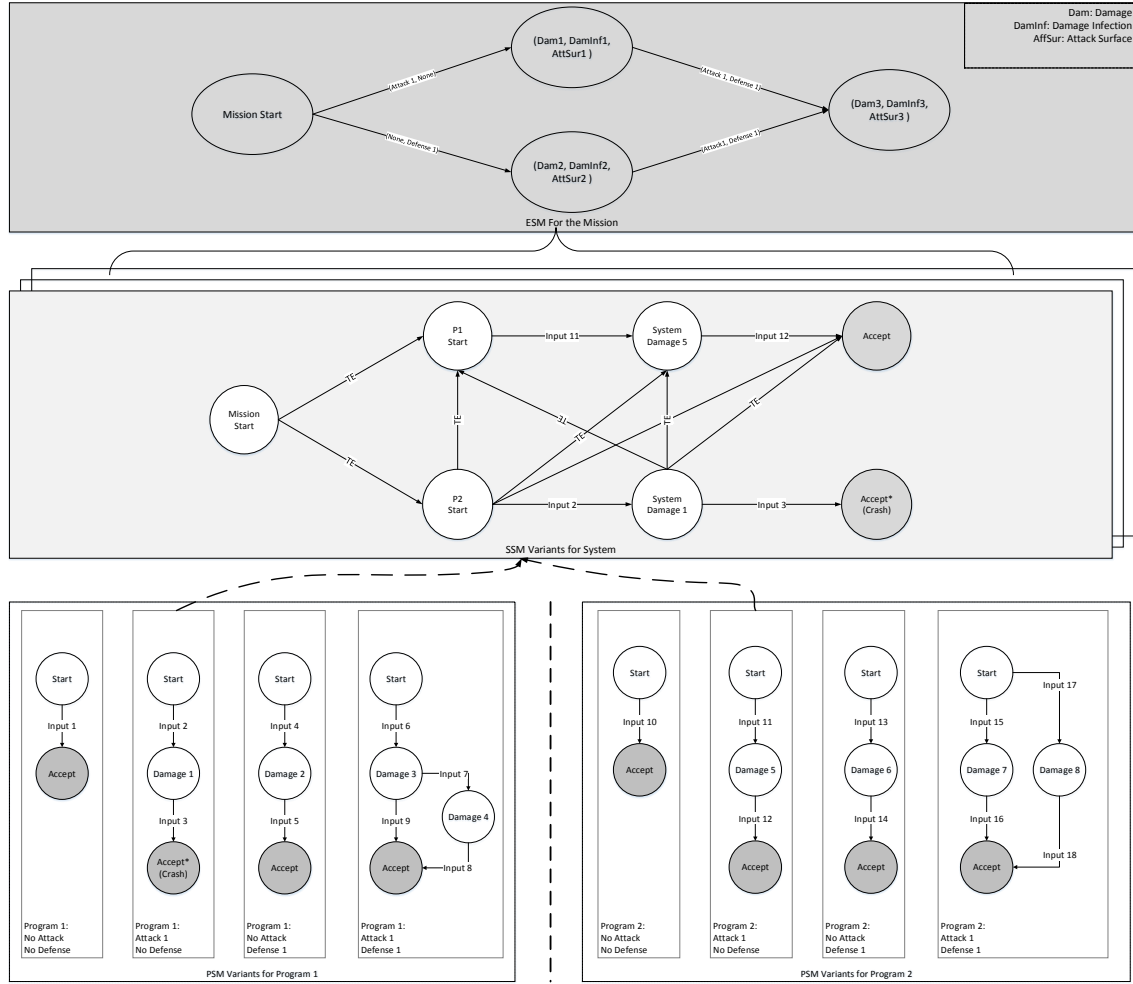 Dam: Damage
DamInf: Damage Infection
AffSur: Attack Surface
(Dam1, DamInf1,
AttSur1 )
(Attack 1, None)
(Attack 1, Defense 1)
Mission Start
(Dam3, DamInf3,
AttSur3 )
(None, Defense 1)
(Attack1, Defense 1)
(Dam2, DamInf2,
AttSur2 )
ESM For the Mission
P1
Start
Input 11
System
Damage 5
Input 12
Accept
TE
Mission
Start
TE
TE
TE
TE
TE
TE
P2
Start
Input 2
System
Damage 1
Input 3
Accept*
(Crash)
SSM Variants for System
Start
Input 1
Accept
Program 1:
No Attack
No Defense
Start
Input 2
Damage 1
Input 3
Accept*
(Crash)
Program 1:
Attack 1
No Defense
Start
Input 4
Damage 2
Input 5
Accept
Program 1:
No Attack
Defense 1
Start
Input 6
Damage 3
Input 7
Damage 4
Input 9
Accept
Input 8
Program 1:
Attack 1
Defense 1
PSM Variants for Program 1
Start
Input 10
Accept
Program 2:
No Attack
No Defense
Start
Input 11
Damage 5
Input 12
Accept
Program 2:
Attack 1
No Defense
Start
Input 13
Damage 6
Input 14
Accept
Program 2:
No Attack
Defense 1
Start
Input 17
Input 15
Damage 7
Damage 8
Input 16
Input 18
Accept
Program 2:
Attack 1
Defense 1
PSM Variants for Program 2